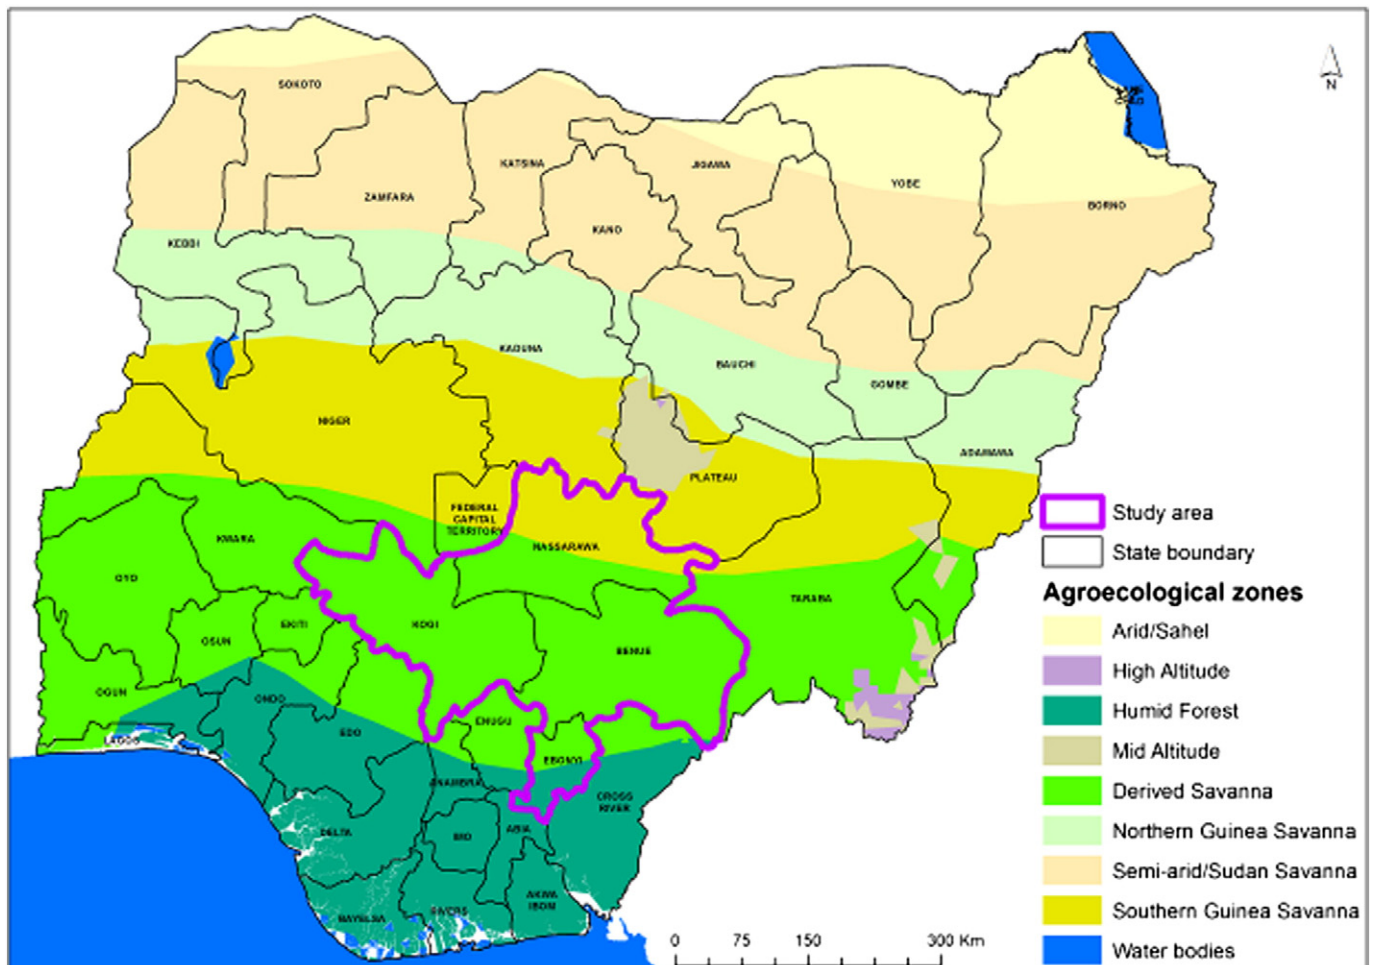 N
SOKOTO
LAKE
CHAD
KATSINA
JIGAWA
ZAMFARA
YOBE
BORNO
KANO
KEBBI
KADUNA
BAUCHI
GOMBE
NIGER
ADAMAWA
PLATEAU
FEDERAL
CAPITAL
TERRITORY
NASSARAWA
KWARA
OYO
TARABA
KOGI
EKITI
OSUN
BENUE
OGUN
ONDO
ENUGU
EDO
LAGOS
EBONYI
ANAMBRA
CROSS
RIVER
DELTA
IMO
ABIA
AKWA
IBOM
BAYELSA
RIVERS
Study area
State boundary
Agroecological zones
Arid/Sahel
High Altitude
Humid Forest
Mid Altitude
Derived Savanna
Northern Guinea Savanna
Semi-arid/Sudan Savanna
Southern Guinea Savanna
Water bodies
0 75 150 300 Km